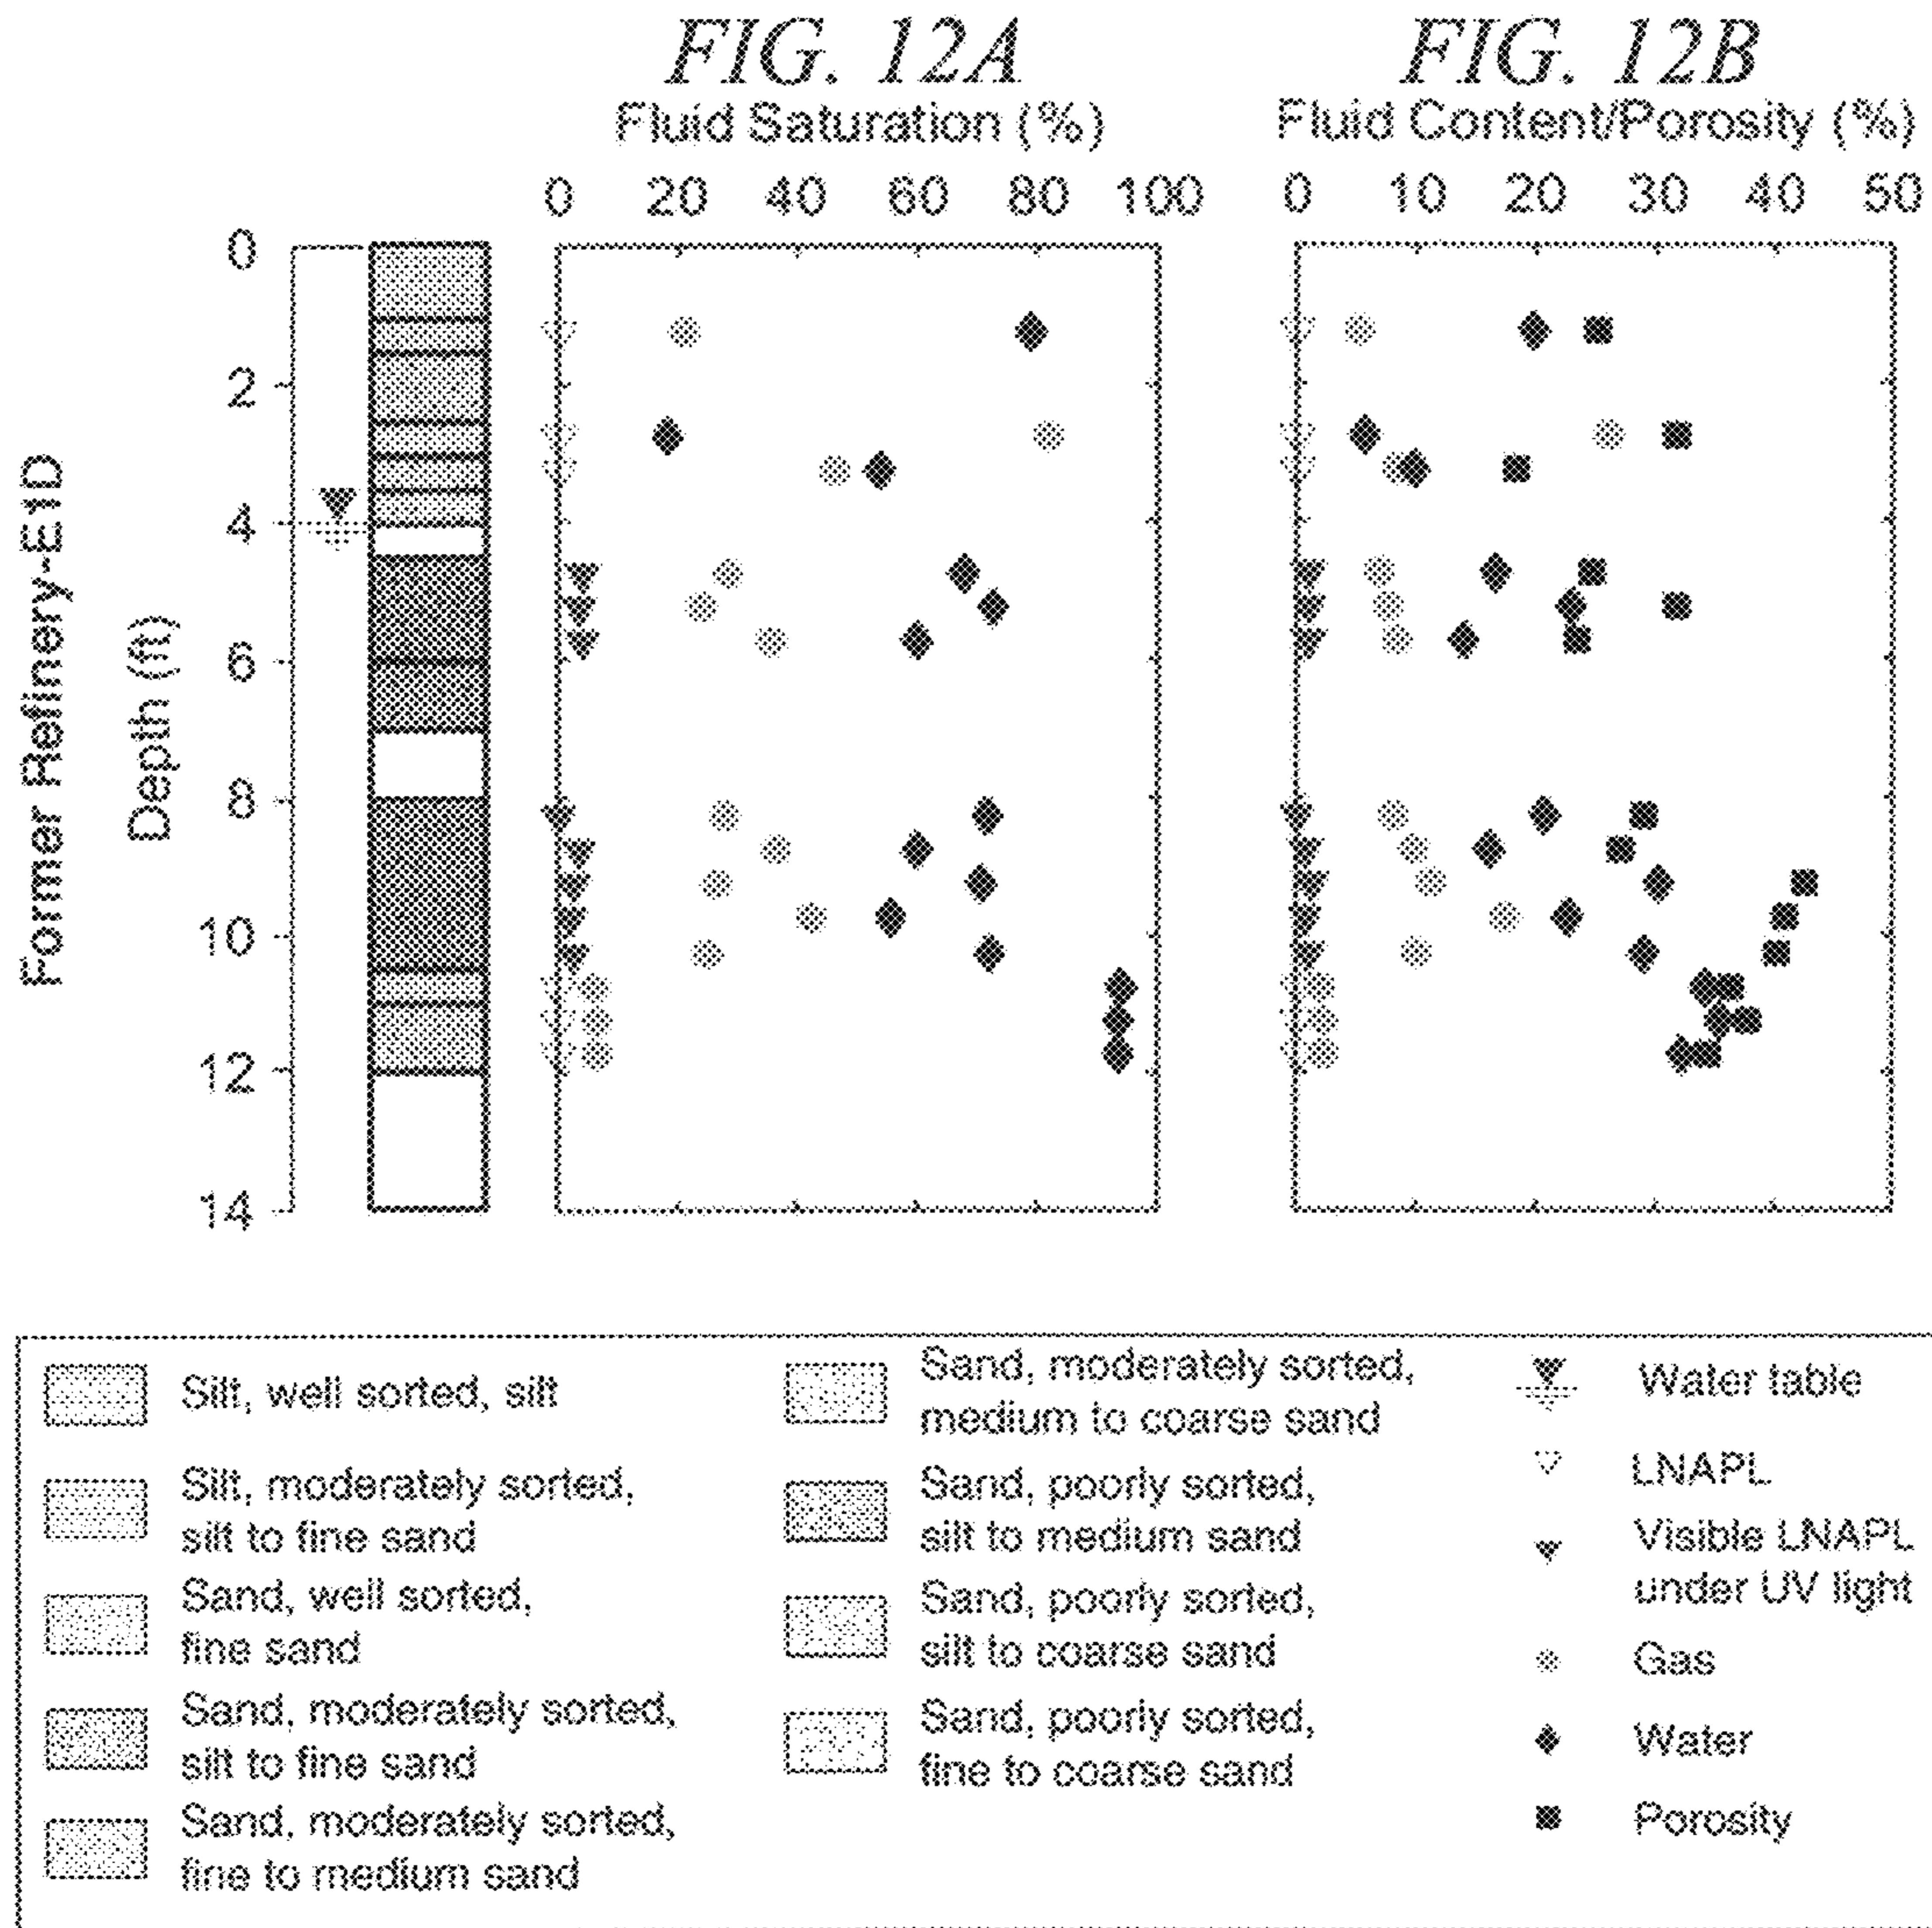 FIG. 12A
Fluid Saturation (%)
0 20 40 60 80 100
FIG. 12B
Fluid Content/Porosity (%)
0 10 20 30 40 50
Former Refinery-E1D
Depth (ft)
0
2
4
6
8
10
12
14
Silt, well sorted, silt
Silt, moderately sorted,
silt to fine sand
Sand, well sorted,
fine sand
Sand, moderately sorted,
silt to fine sand
Sand, moderately sorted,
fine to medium sand
Sand, moderately sorted,
medium to coarse sand
Sand, poorly sorted,
silt to medium sand
Sand, poorly sorted,
silt to coarse sand
Sand, poorly sorted,
fine to coarse sand
Water table
LNAPL
Visible LNAPL
under UV light
Gas
Water
Porosity